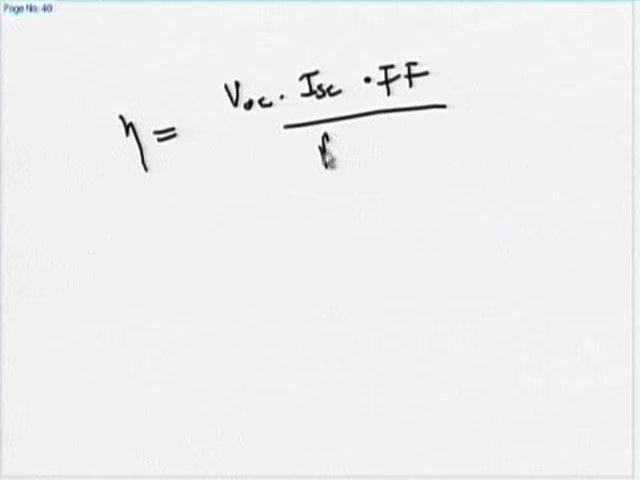 Page No: 40
η = Voc · Isc · FF